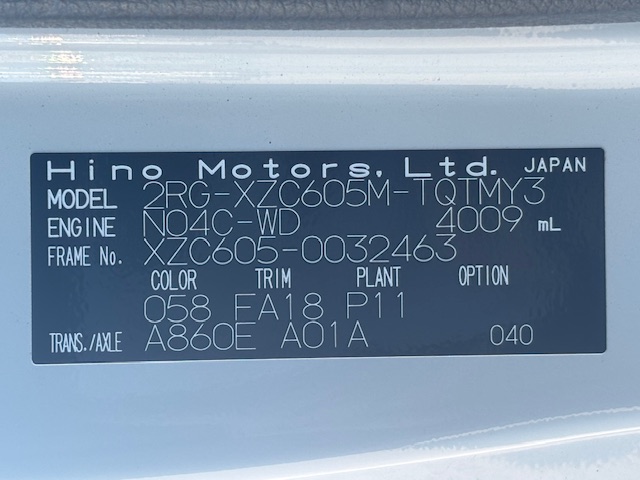 Hino Motors, Ltd. JAPAN
MODEL 2RG-XZC605M-TQTMY3
ENGINE N04C-WD 4009 mL
FRAME No. XZC605-0032463
COLOR TRIM PLANT OPTION
058 FA18 P11
TRANS./AXLE A860E A01A 040